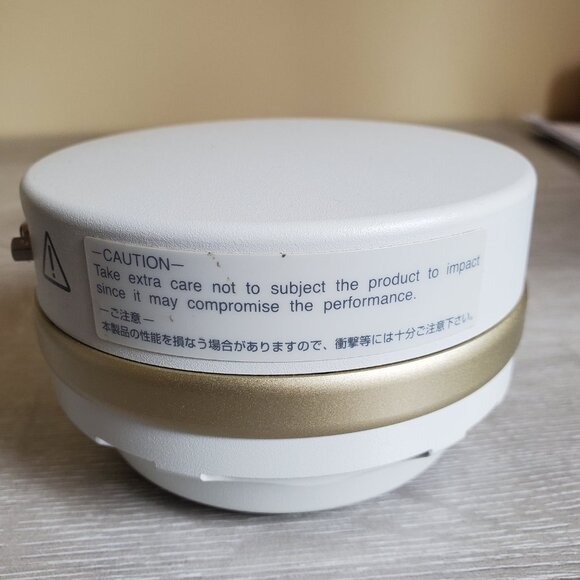 —CAUTION—
Take extra care not to subject the product to impact
since it may compromise the performance.
—ご注意—
本製品の性能を損なう場合がありますので、衝撃等には十分ご注意下さい。